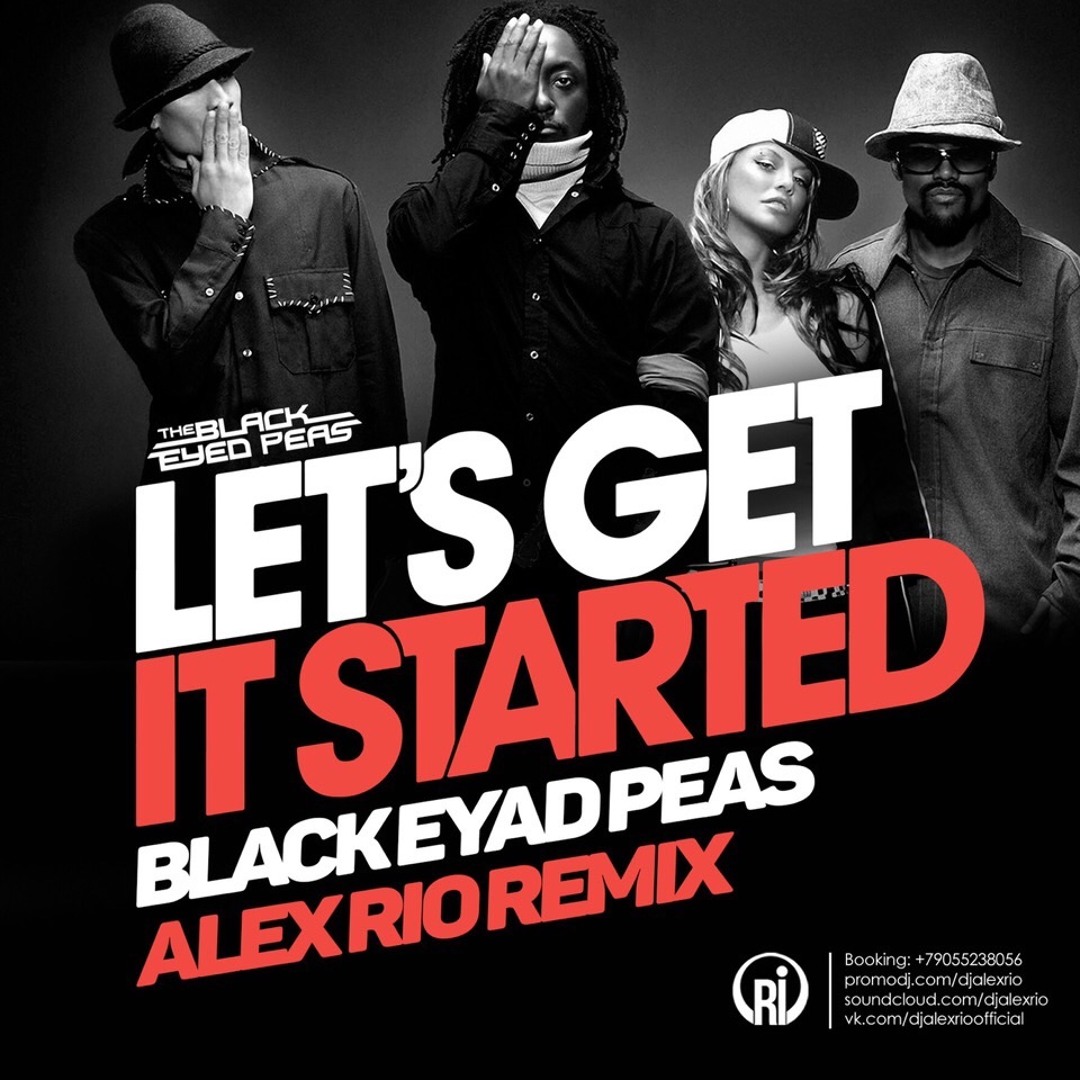 THE BLACK
EYED PEAS
LET'S GET
IT STARTED
BLACK EYAD PEAS
ALEX RIO REMIX
Ri
Booking: +79055238056
promodj.com/djalexrio
soundcloud.com/djalexrio
vk.com/djalexrioofficial